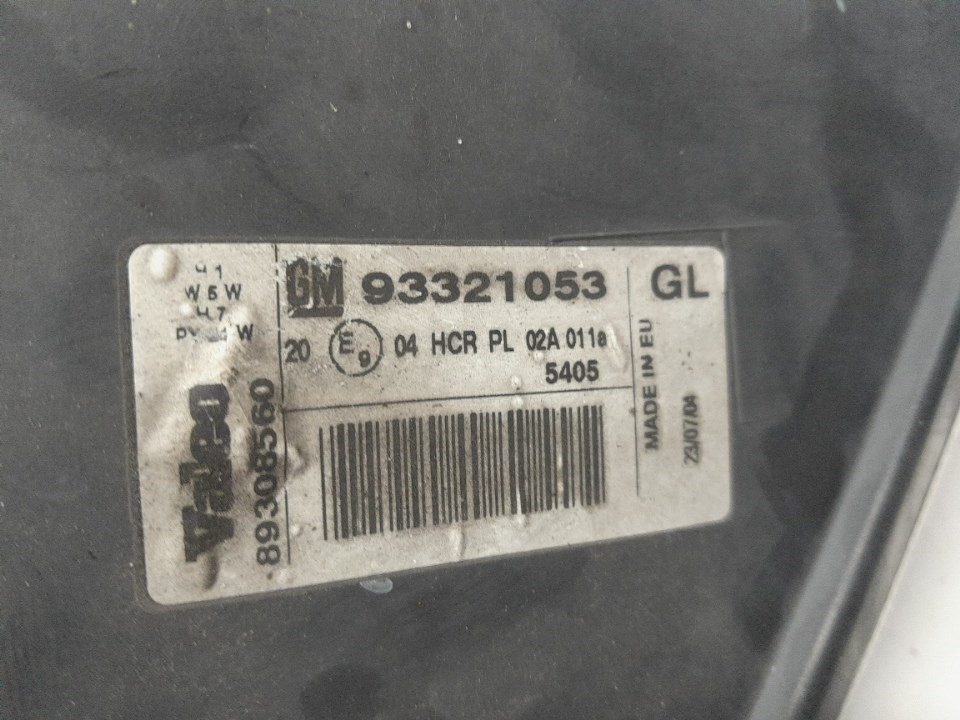 H1
W5W
H7
GM 93321053
GL
20 E9 04 HCR PL 02A 011a
5405
MADE IN EU
23/07/04
Valeo
89308560